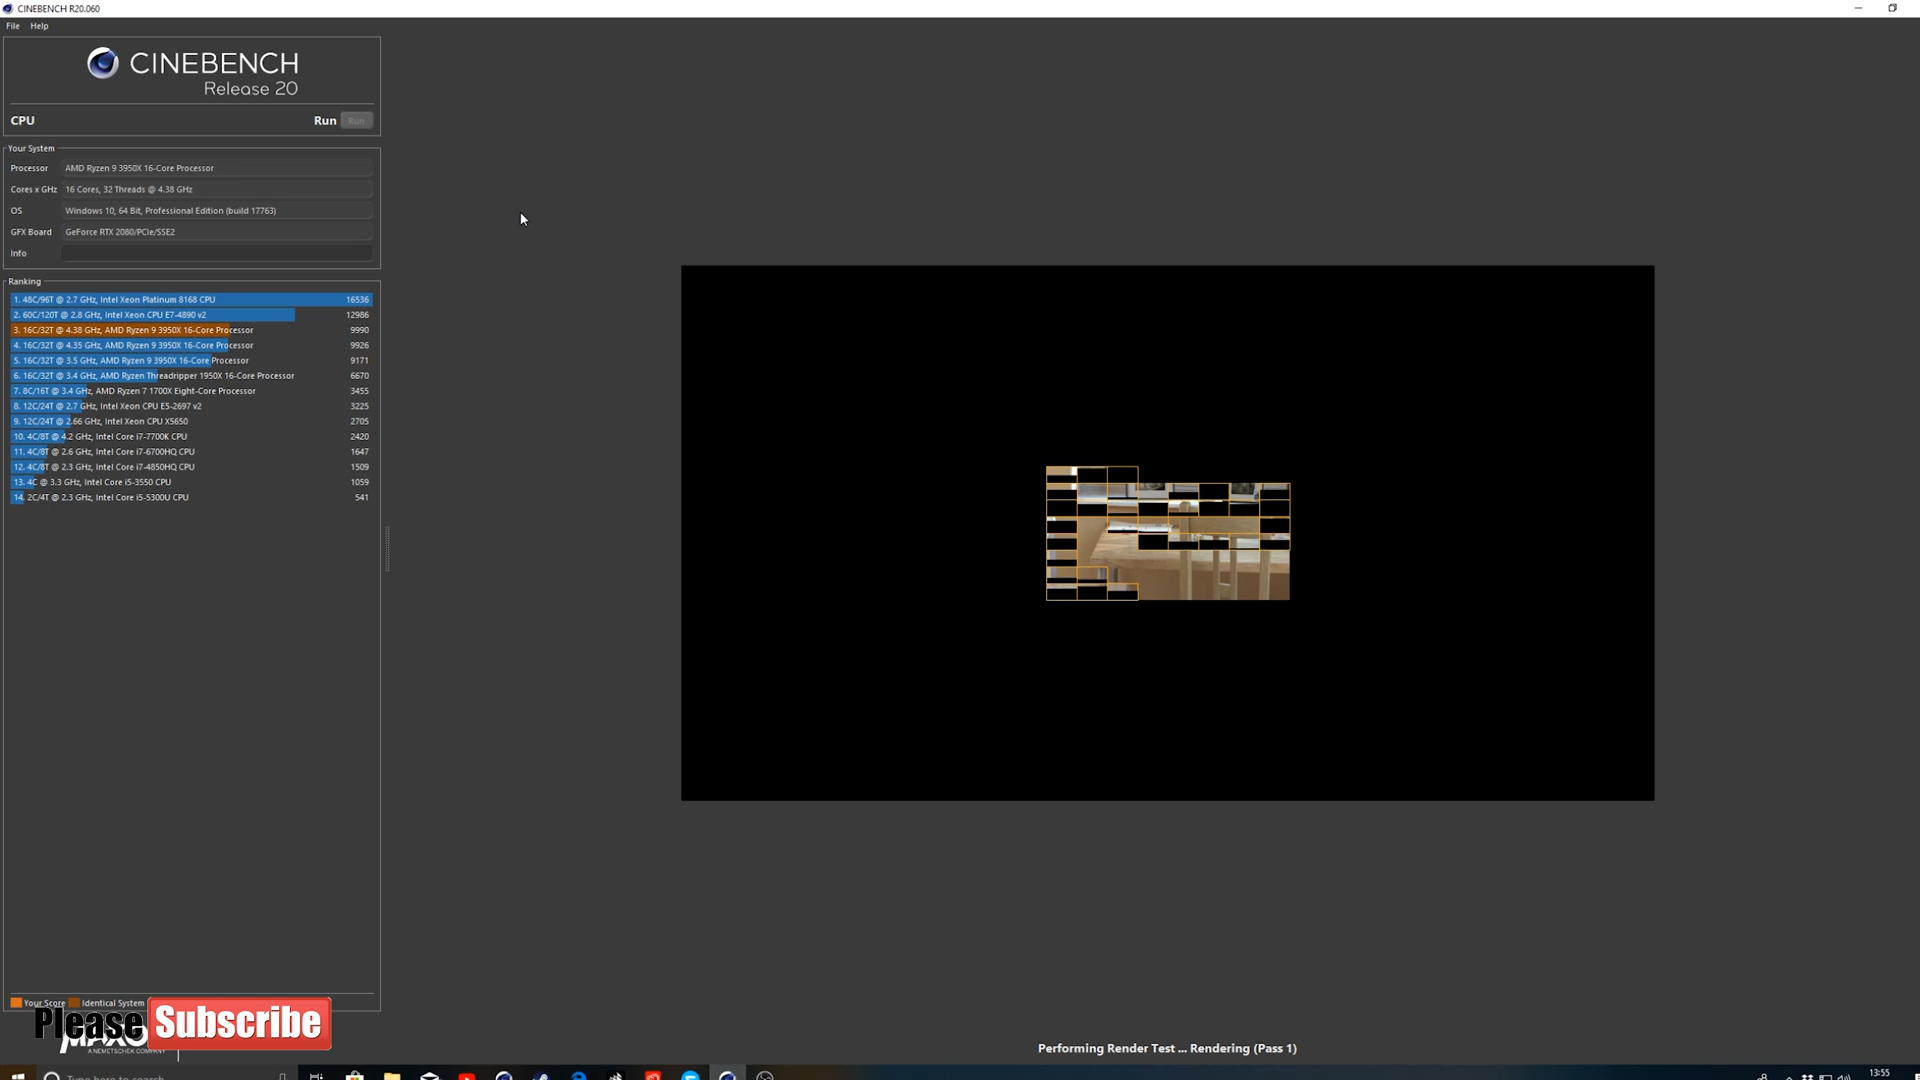 CINEBENCH R20.060
File Help
CINEBENCH
Release 20
CPU Run Run
Your System
Processor AMD Ryzen 9 3950X 16-Core Processor
Cores x GHz 16 Cores, 32 Threads @ 4.38 GHz
OS Windows 10, 64 Bit, Professional Edition (build 17763)
GFX Board GeForce RTX 2080/PCIe/SSE2
Info
Ranking
1. 48C/96T @ 2.7 GHz, Intel Xeon Platinum 8168 CPU 16536
2. 60C/120T @ 2.8 GHz, Intel Xeon CPU E7-4890 v2 12986
3. 16C/32T @ 4.38 GHz, AMD Ryzen 9 3950X 16-Core Processor 9990
4. 16C/32T @ 4.35 GHz, AMD Ryzen 9 3950X 16-Core Processor 9926
5. 16C/32T @ 3.5 GHz, AMD Ryzen 9 3950X 16-Core Processor 9171
6. 16C/32T @ 3.4 GHz, AMD Ryzen Threadripper 1950X 16-Core Processor 6670
7. 8C/16T @ 3.4 GHz, AMD Ryzen 7 1700X Eight-Core Processor 3455
8. 12C/24T @ 2.7 GHz, Intel Xeon CPU E5-2697 v2 3225
9. 12C/24T @ 2.66 GHz, Intel Xeon CPU X5650 2705
10. 4C/8T @ 4.2 GHz, Intel Core i7-7700K CPU 2420
11. 4C/8T @ 2.6 GHz, Intel Core i7-6700HQ CPU 1647
12. 4C/8T @ 2.3 GHz, Intel Core i7-4850HQ CPU 1509
13. 4C @ 3.3 GHz, Intel Core i5-3550 CPU 1059
14. 2C/4T @ 2.3 GHz, Intel Core i5-5300U CPU 541
Your Score Identical System
Please Subscribe
MAXO
A NEMETSCHEK COMPANY
Performing Render Test ... Rendering (Pass 1)
Type here to search
13:55